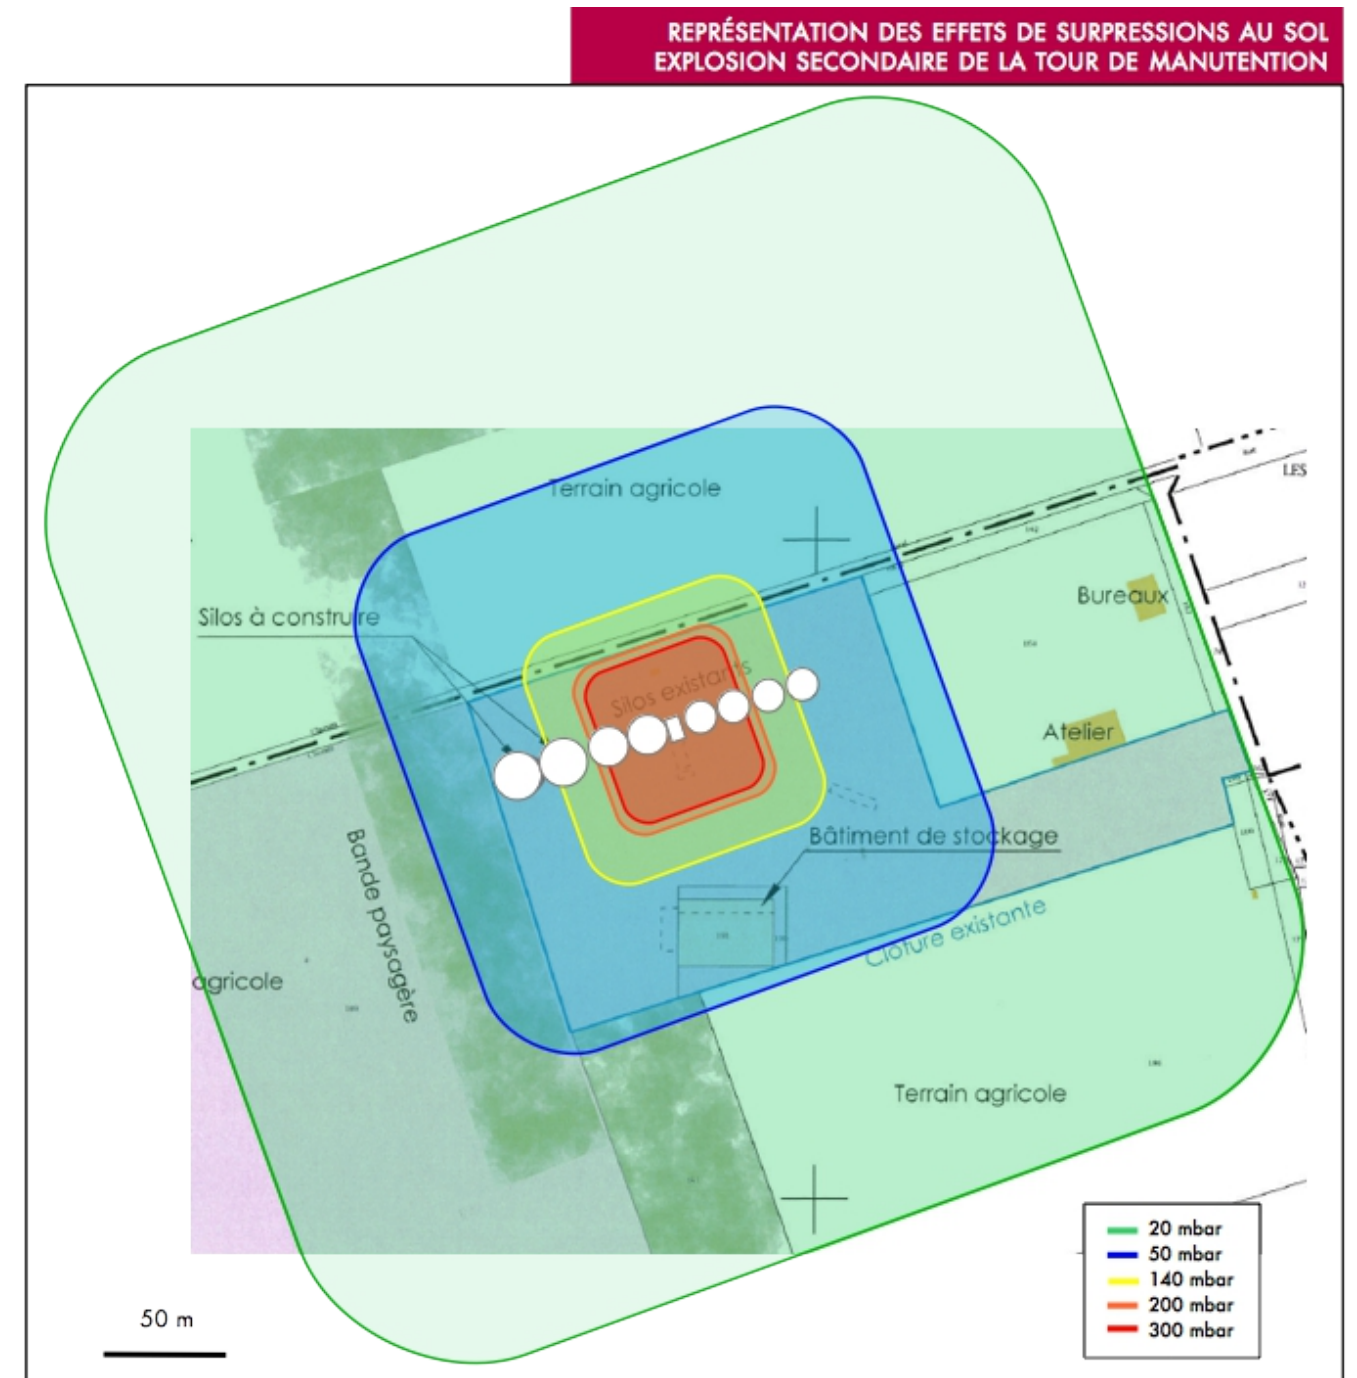 REPRÉSENTATION DES EFFETS DE SURPRESSIONS AU SOL
EXPLOSION SECONDAIRE DE LA TOUR DE MANUTENTION
LES
Terrain agricole
Bureaux
Silos à construire
Silos existants
Atelier
Bâtiment de stockage
Bande paysagère
Cloture existante
agricole
Terrain agricole
50 m
20 mbar
50 mbar
140 mbar
200 mbar
300 mbar